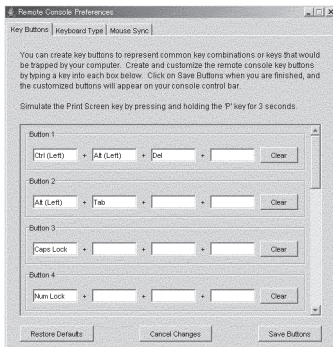 Remote Console Preferences
Key Buttons Keyboard Type Mouse Sync
You can create key buttons to represent common key combinations or keys that would
be trapped by your computer. Create and customize the remote console key buttons
by typing a key into each box below. Click on Save Buttons when you are finished, and
the customized buttons will appear on your console control bar.
Simulate the Print Screen key by pressing and holding the 'P' key for 3 seconds.
Button 1
Ctrl (Left) + Alt (Left) + Del + Clear
Button 2
Alt (Left) + Tab + + Clear
Button 3
Caps Lock + + + Clear
Button 4
Num Lock + + + Clear
Restore Defaults Cancel Changes Save Buttons